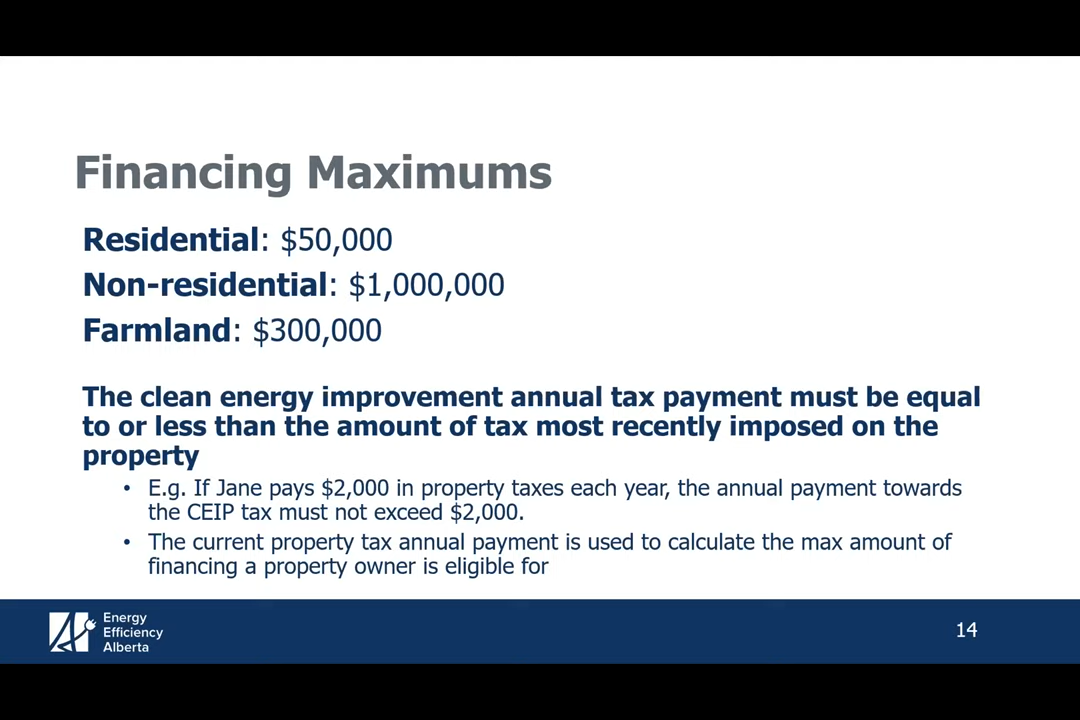 Financing Maximums
Residential: $50,000
Non-residential: $1,000,000
Farmland: $300,000
The clean energy improvement annual tax payment must be equal
to or less than the amount of tax most recently imposed on the
property
• E.g. If Jane pays $2,000 in property taxes each year, the annual payment towards
the CEIP tax must not exceed $2,000.
• The current property tax annual payment is used to calculate the max amount of
financing a property owner is eligible for
Energy
Efficiency
Alberta
14